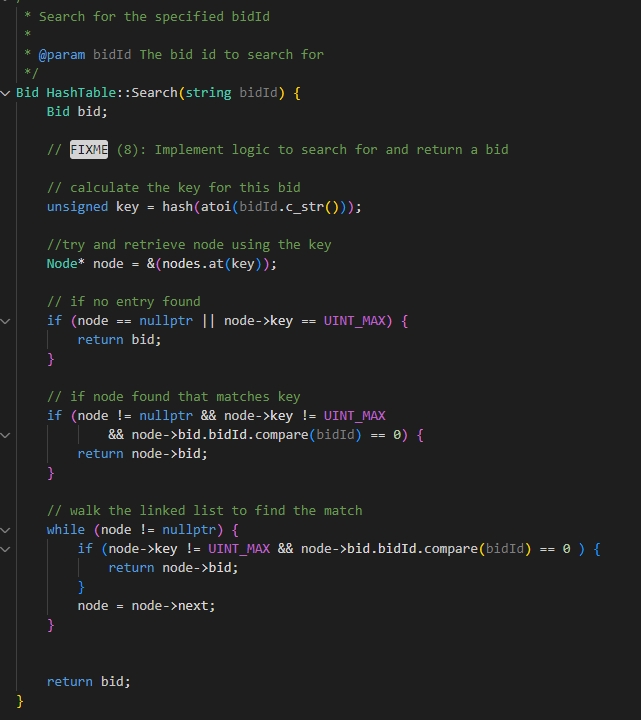 * Search for the specified bidId
*
* @param bidId The bid id to search for
*/
Bid HashTable::Search(string bidId) {
Bid bid;
// FIXME (8): Implement logic to search for and return a bid
// calculate the key for this bid
unsigned key = hash(atoi(bidId.c_str()));
//try and retrieve node using the key
Node* node = &(nodes.at(key));
// if no entry found
if (node == nullptr || node->key == UINT_MAX) {
return bid;
}
// if node found that matches key
if (node != nullptr && node->key != UINT_MAX
&& node->bid.bidId.compare(bidId) == 0) {
return node->bid;
}
// walk the linked list to find the match
while (node != nullptr) {
if (node->key != UINT_MAX && node->bid.bidId.compare(bidId) == 0 ) {
return node->bid;
}
node = node->next;
}
return bid;
}